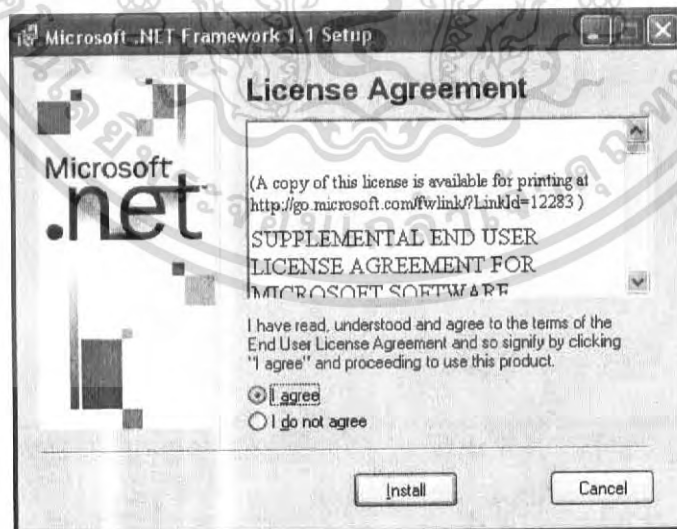 Microsoft .NET Framework 1.1 Setup
License Agreement
Microsoft
.net
(A copy of this license is available for printing at
http://go.microsoft.com/fwlink/?LinkId=12283 )
SUPPLEMENTAL END USER
LICENSE AGREEMENT FOR
MICROSOFT SOFTWARE
I have read, understood and agree to the terms of the
End User License Agreement and so signify by clicking
"I agree" and proceeding to use this product.
I agree
I do not agree
Install
Cancel